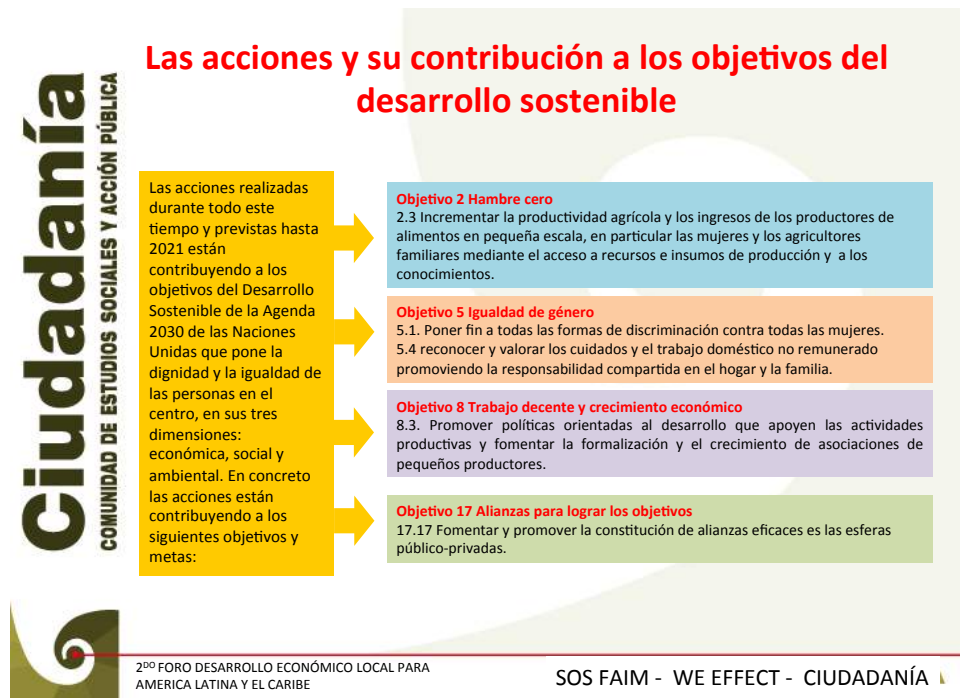 Las acciones y su contribución a los objetivos del
desarrollo sostenible
Ciudadanía
COMUNIDAD DE ESTUDIOS SOCIALES Y ACCIÓN PÚBLICA
Las acciones realizadas
durante todo este
tiempo y previstas hasta
2021 están
contribuyendo a los
objetivos del Desarrollo
Sostenible de la Agenda
2030 de las Naciones
Unidas que pone la
dignidad y la igualdad de
las personas en el
centro, en sus tres
dimensiones:
económica, social y
ambiental. En concreto
las acciones están
contribuyendo a los
siguientes objetivos y
metas:
Objetivo 2 Hambre cero
2.3 Incrementar la productividad agrícola y los ingresos de los productores de
alimentos en pequeña escala, en particular las mujeres y los agricultores
familiares mediante el acceso a recursos e insumos de producción y a los
conocimientos.
Objetivo 5 Igualdad de género
5.1. Poner fin a todas las formas de discriminación contra todas las mujeres.
5.4 reconocer y valorar los cuidados y el trabajo doméstico no remunerado
promoviendo la responsabilidad compartida en el hogar y la familia.
Objetivo 8 Trabajo decente y crecimiento económico
8.3. Promover políticas orientadas al desarrollo que apoyen las actividades
productivas y fomentar la formalización y el crecimiento de asociaciones de
pequeños productores.
Objetivo 17 Alianzas para lograr los objetivos
17.17 Fomentar y promover la constitución de alianzas eficaces es las esferas
público-privadas.
2DO FORO DESARROLLO ECONÓMICO LOCAL PARA
AMERICA LATINA Y EL CARIBE
SOS FAIM - WE EFFECT - CIUDADANÍA